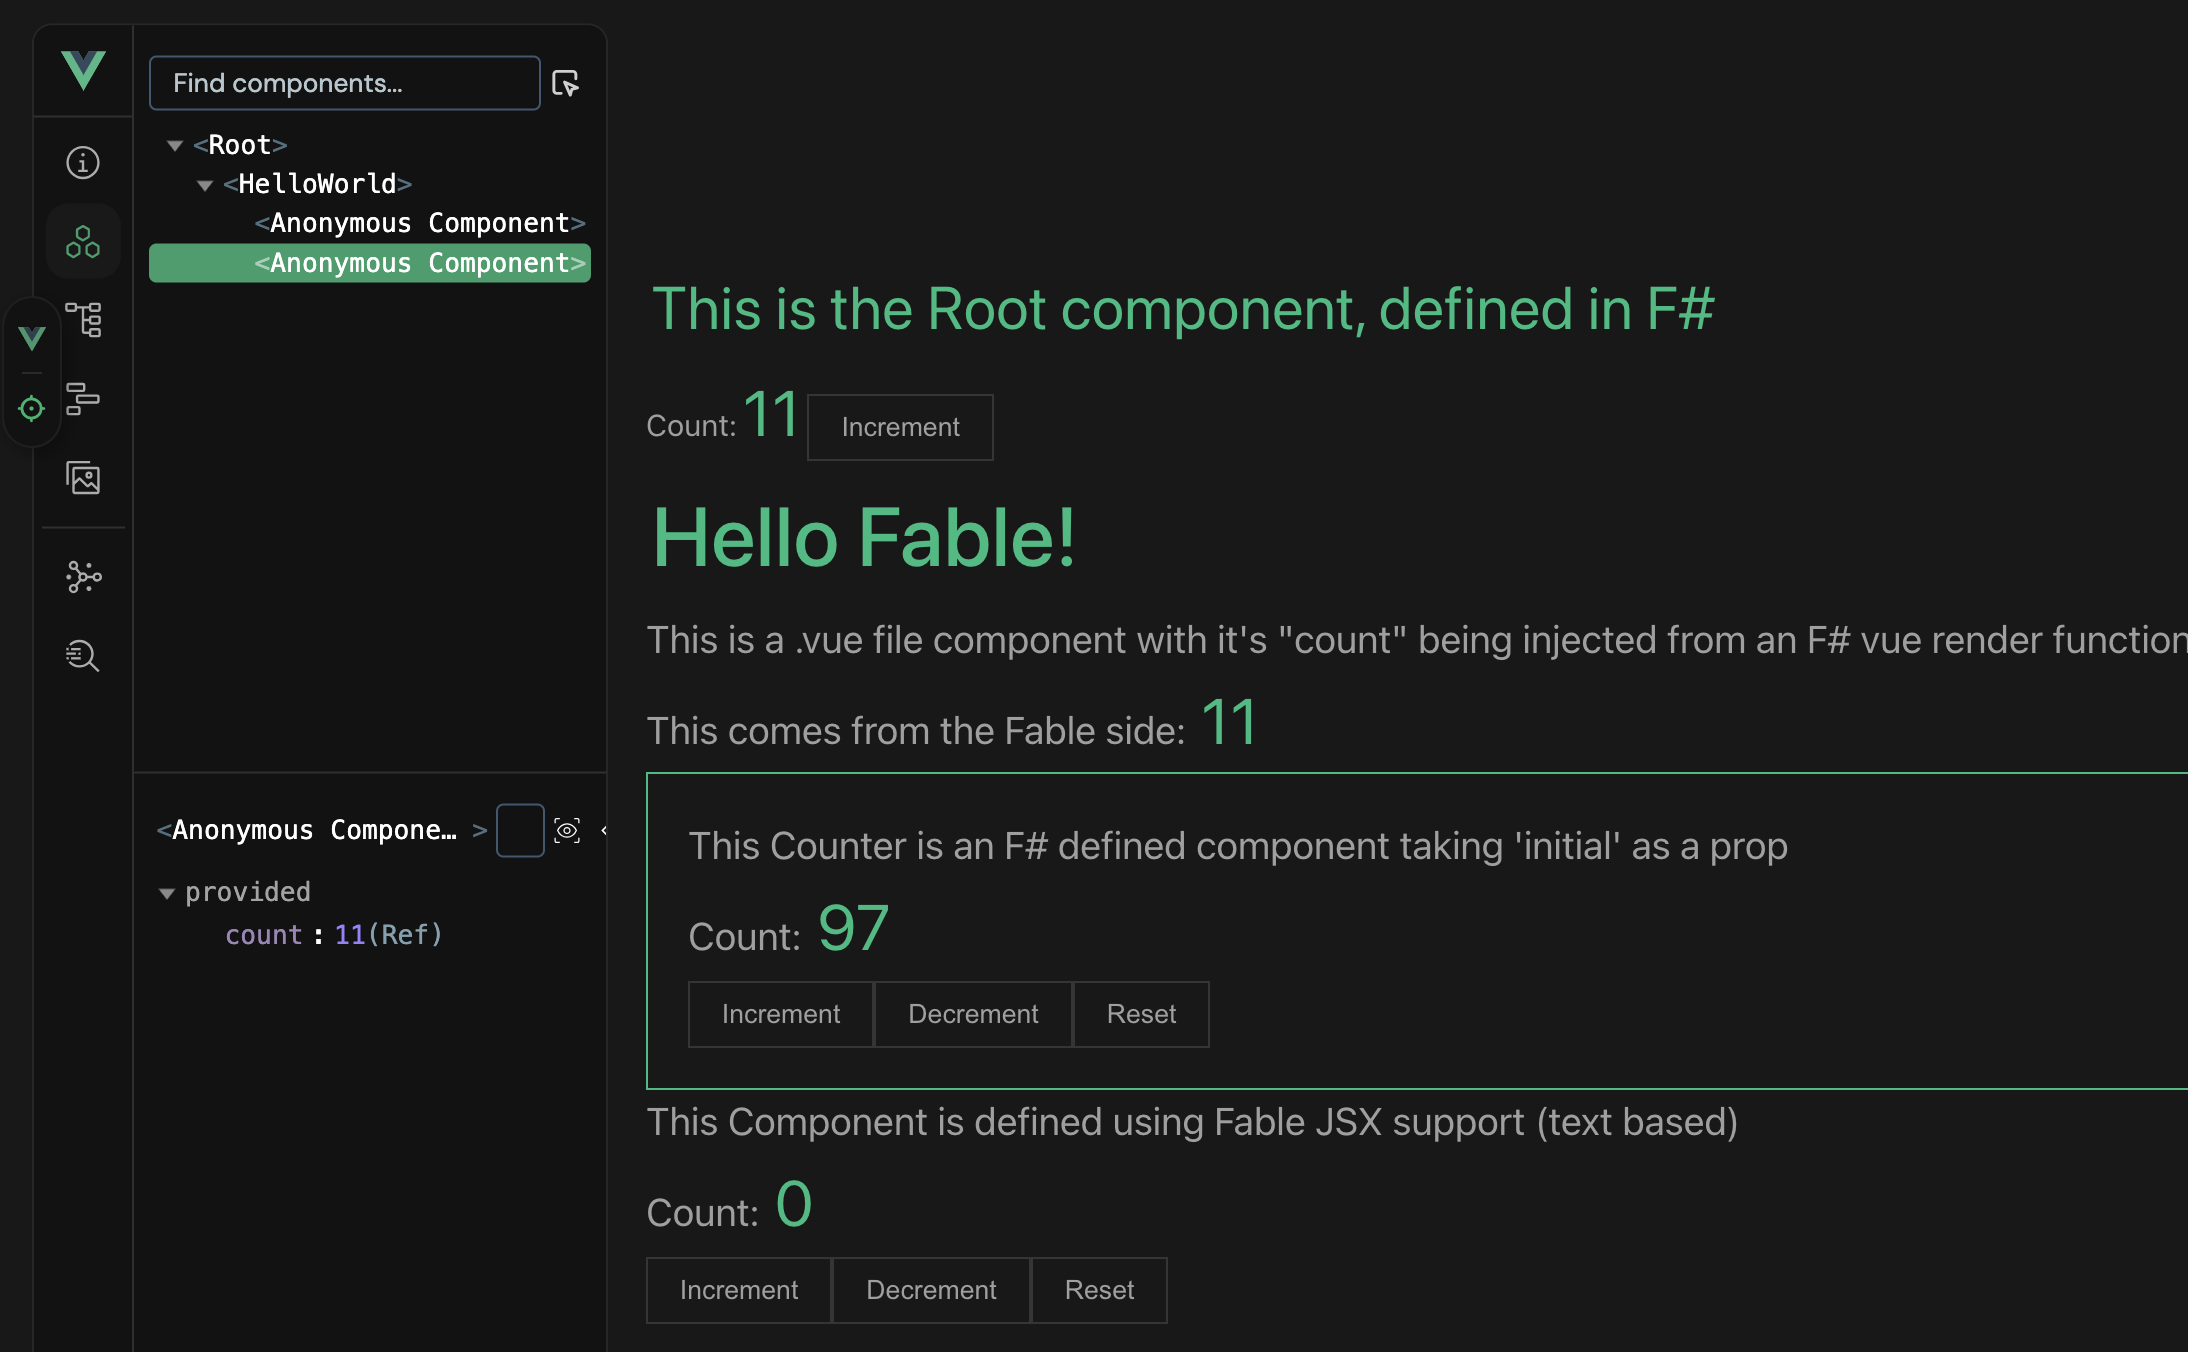 Find components...
<Root>
<HelloWorld>
<Anonymous Component>
<Anonymous Component>
<Anonymous Compone… >
provided
count : 11(Ref)
This is the Root component, defined in F#
Count: 11 Increment
Hello Fable!
This is a .vue file component with it's "count" being injected from an F# vue render function
This comes from the Fable side: 11
This Counter is an F# defined component taking 'initial' as a prop
Count: 97
Increment Decrement Reset
This Component is defined using Fable JSX support (text based)
Count: 0
Increment Decrement Reset